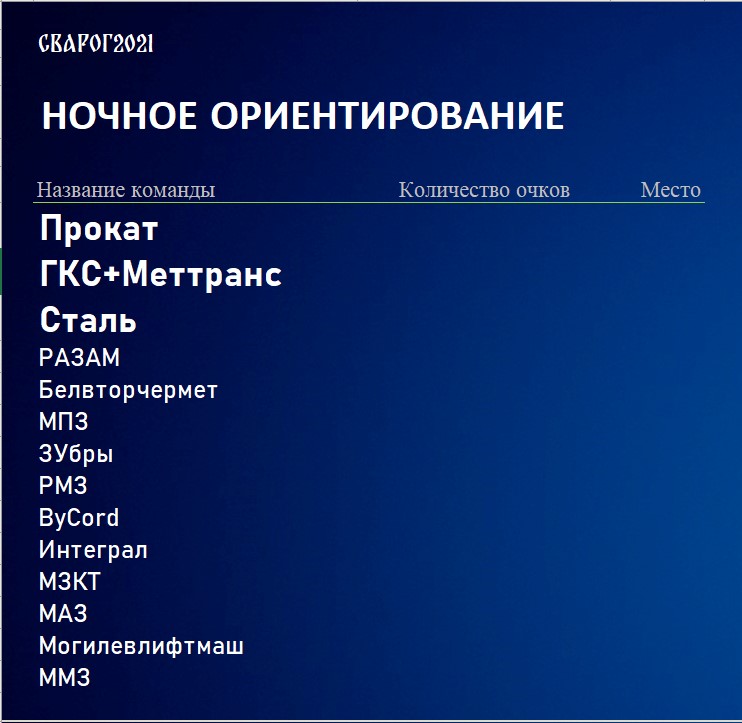 СВАРОГ2021
НОЧНОЕ ОРИЕНТИРОВАНИЕ
Название команды Количество очков Место
Прокат
ГКС+Меттранс
Сталь
РАЗАМ
Белвторчермет
МПЗ
ЗУбры
РМЗ
ByCord
Интеграл
МЗКТ
МАЗ
Могилевлифтмаш
ММЗ